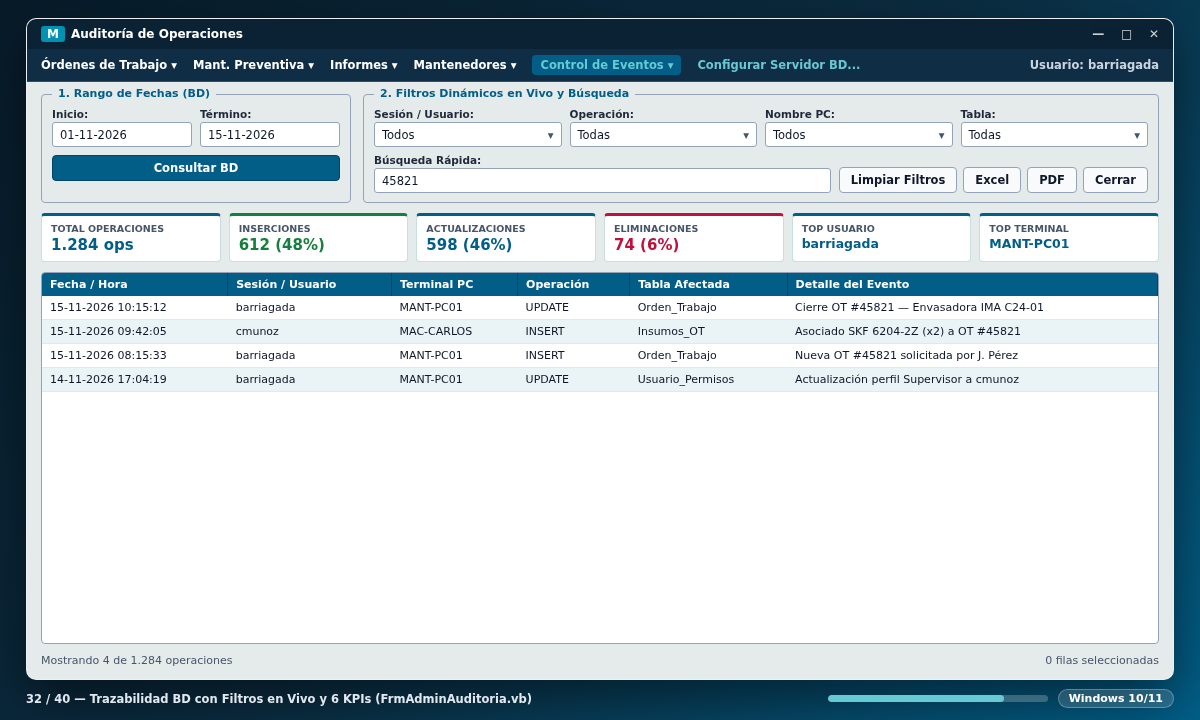 M Auditoría de Operaciones — □ ✕
Órdenes de Trabajo ▾ Mant. Preventiva ▾ Informes ▾ Mantenedores ▾ Control de Eventos ▾ Configurar Servidor BD... Usuario: barriagada
1. Rango de Fechas (BD)
Inicio: Término:
01-11-2026 15-11-2026
Consultar BD
2. Filtros Dinámicos en Vivo y Búsqueda
Sesión / Usuario: Operación: Nombre PC: Tabla:
Todos ▾ Todas ▾ Todos ▾ Todas ▾
Búsqueda Rápida:
45821 Limpiar Filtros Excel PDF Cerrar
TOTAL OPERACIONES INSERCIONES ACTUALIZACIONES ELIMINACIONES TOP USUARIO TOP TERMINAL
1.284 ops 612 (48%) 598 (46%) 74 (6%) barriagada MANT-PC01
Fecha / Hora Sesión / Usuario Terminal PC Operación Tabla Afectada Detalle del Evento
15-11-2026 10:15:12 barriagada MANT-PC01 UPDATE Orden_Trabajo Cierre OT #45821 — Envasadora IMA C24-01
15-11-2026 09:42:05 cmunoz MAC-CARLOS INSERT Insumos_OT Asociado SKF 6204-2Z (x2) a OT #45821
15-11-2026 08:15:33 barriagada MANT-PC01 INSERT Orden_Trabajo Nueva OT #45821 solicitada por J. Pérez
14-11-2026 17:04:19 barriagada MANT-PC01 UPDATE Usuario_Permisos Actualización perfil Supervisor a cmunoz
Mostrando 4 de 1.284 operaciones 0 filas seleccionadas
32 / 40 — Trazabilidad BD con Filtros en Vivo y 6 KPIs (FrmAdminAuditoria.vb) Windows 10/11